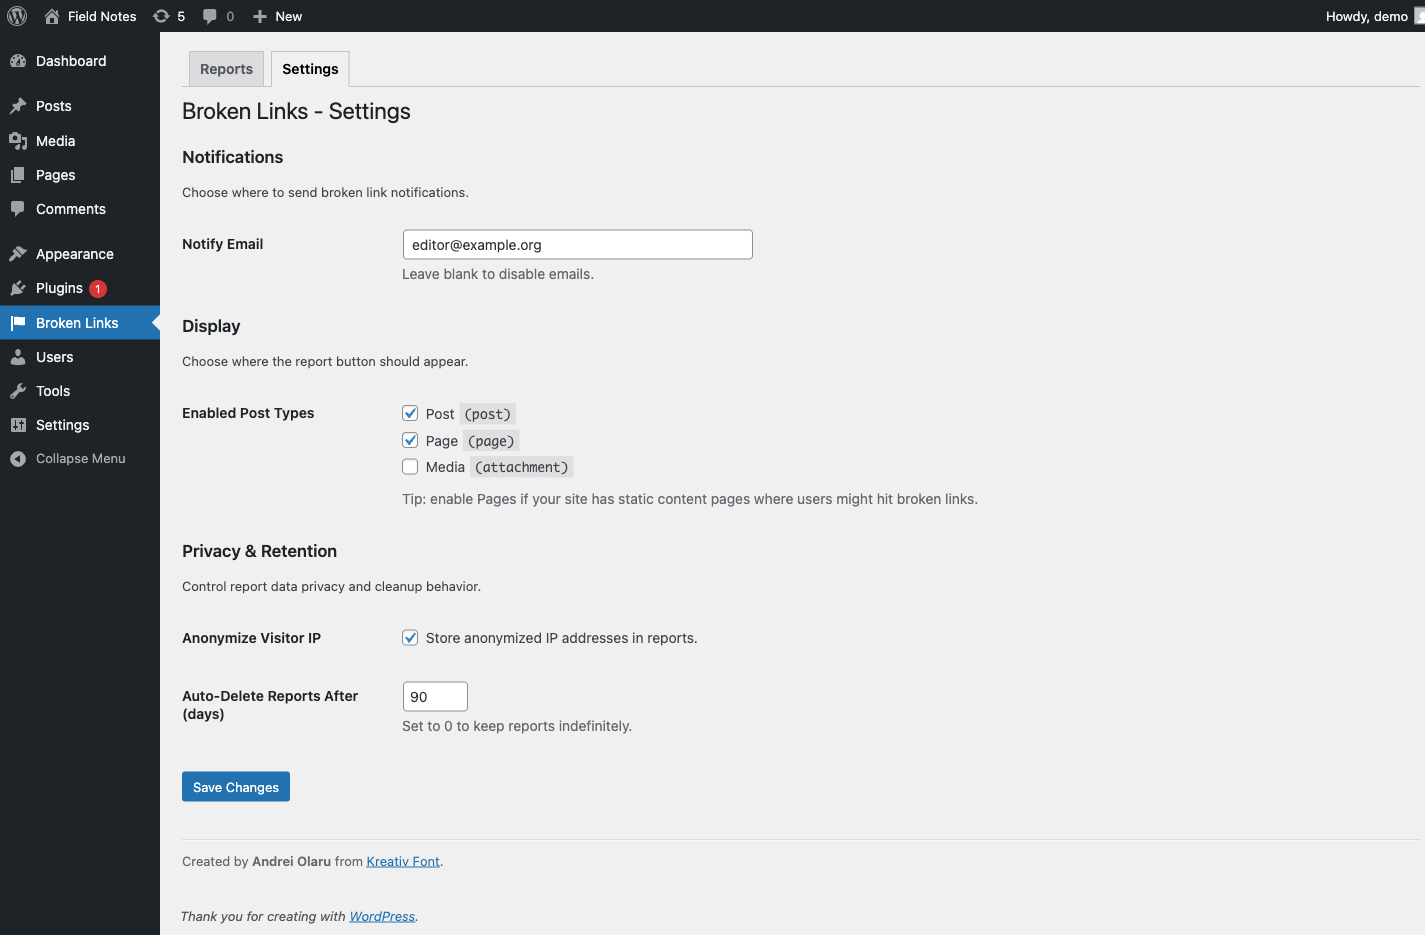 Field Notes 5 0 New Howdy, demo
Dashboard
Posts
Media
Pages
Comments
Appearance
Plugins 1
Broken Links
Users
Tools
Settings
Collapse Menu
Reports Settings
Broken Links - Settings
Notifications
Choose where to send broken link notifications.
Notify Email editor@example.org
Leave blank to disable emails.
Display
Choose where the report button should appear.
Enabled Post Types Post (post)
Page (page)
Media (attachment)
Tip: enable Pages if your site has static content pages where users might hit broken links.
Privacy & Retention
Control report data privacy and cleanup behavior.
Anonymize Visitor IP Store anonymized IP addresses in reports.
Auto-Delete Reports After
(days)
90
Set to 0 to keep reports indefinitely.
Save Changes
Created by Andrei Olaru from Kreativ Font.
Thank you for creating with WordPress.